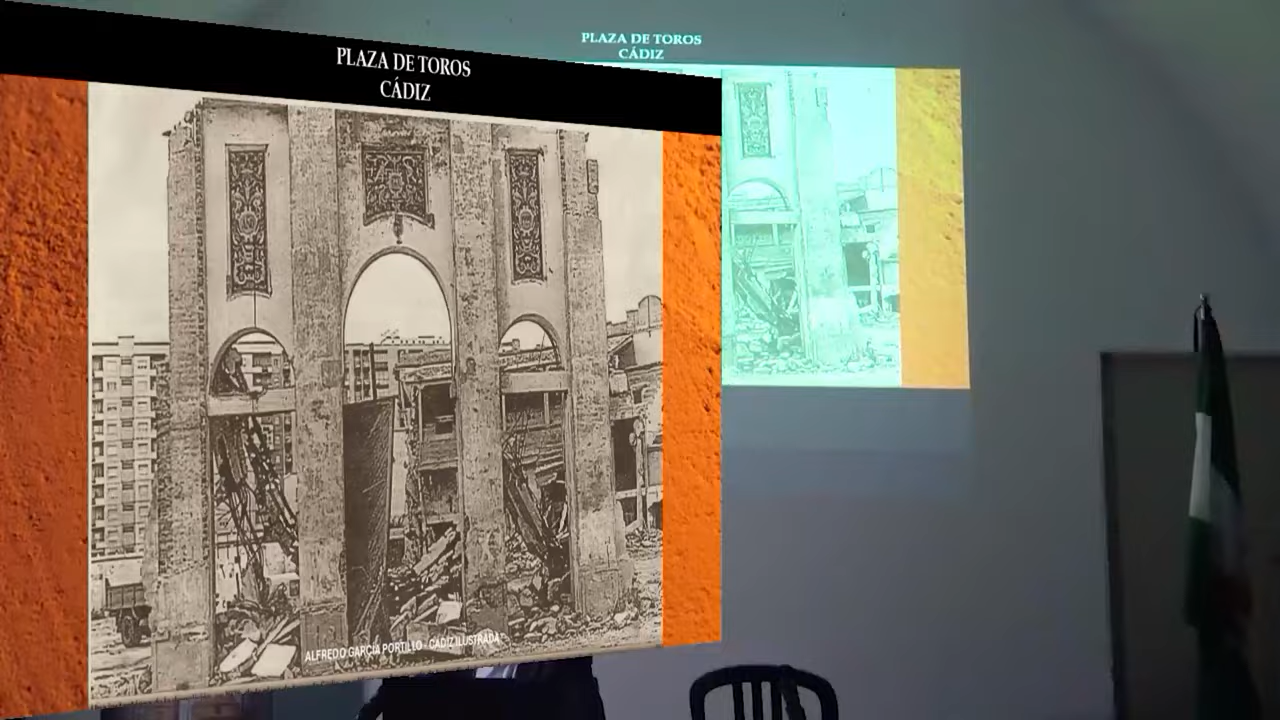 PLAZA DE TOROS
CÁDIZ
PLAZA DE TOROS
CÁDIZ
ALFREDO GARCÍA PORTILLO - CÁDIZ ILUSTRADA